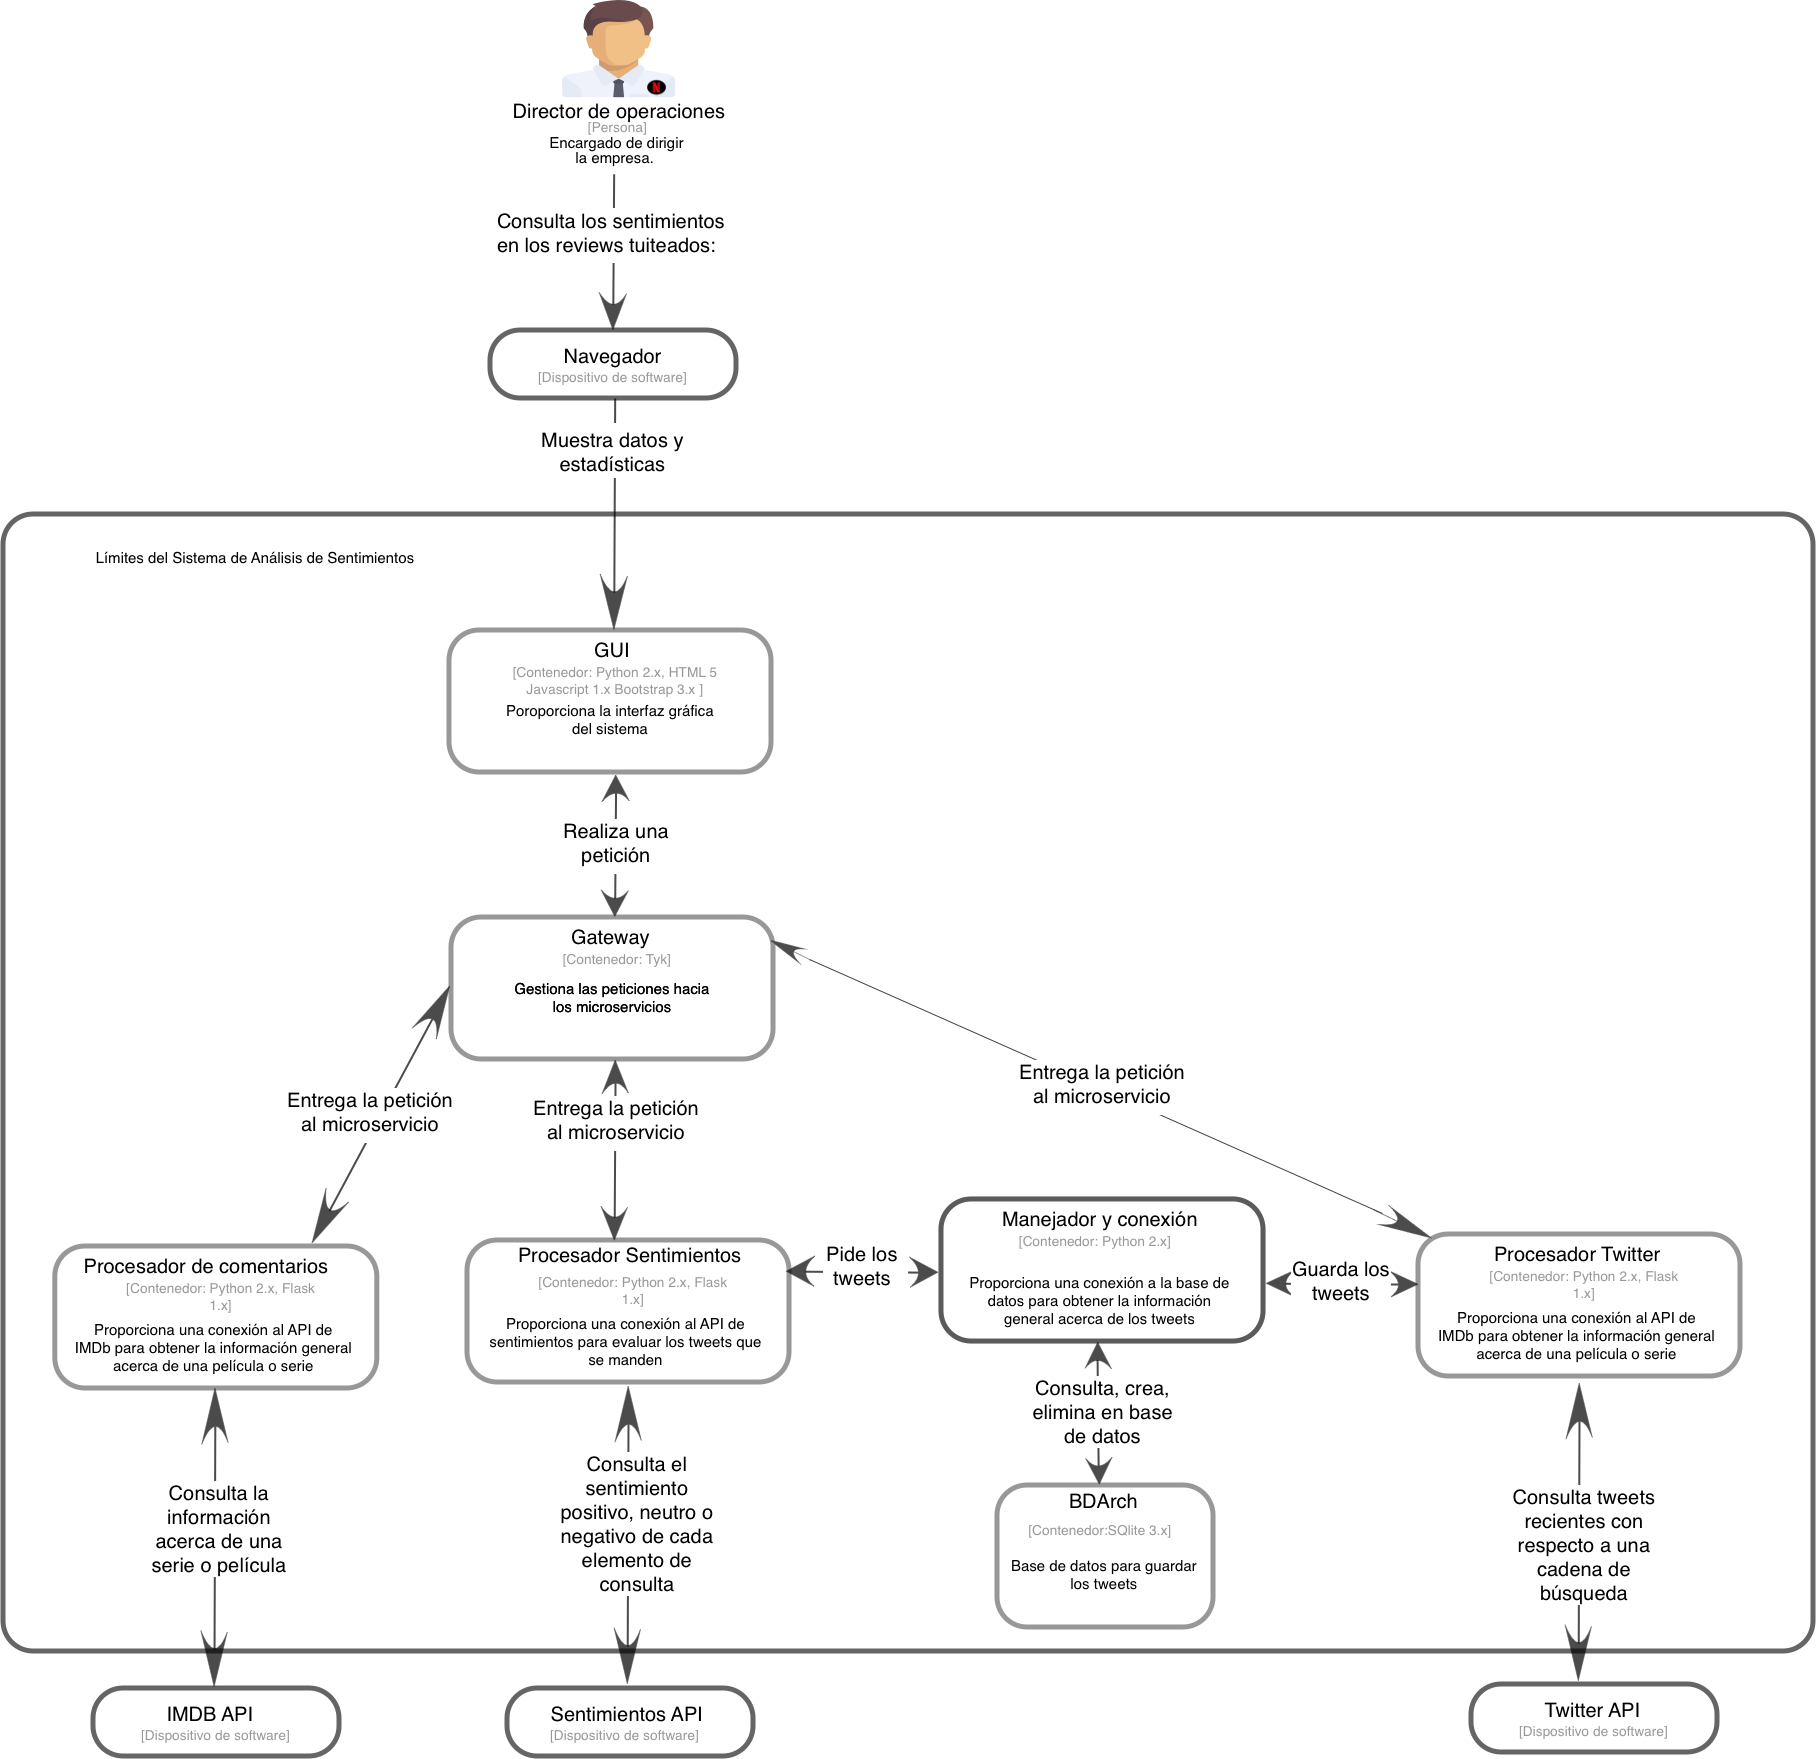 N
Director de operaciones
[Persona]
Encargado de dirigir
la empresa.
Consulta los sentimientos
en los reviews tuiteados:
Navegador
[Dispositivo de software]
Muestra datos y
estadísticas
Límites del Sistema de Análisis de Sentimientos
GUI
[Contenedor: Python 2.x, HTML 5
Javascript 1.x Bootstrap 3.x ]
Poroporciona la interfaz gráfica
del sistema
Realiza una
petición
Gateway
[Contenedor: Tyk]
Gestiona las peticiones hacia
los microservicios
Entrega la petición
al microservicio
Entrega la petición
al microservicio
Entrega la petición
al microservicio
Procesador de comentarios
[Contenedor: Python 2.x, Flask
1.x]
Proporciona una conexión al API de
IMDb para obtener la información general
acerca de una película o serie
Procesador Sentimientos
[Contenedor: Python 2.x, Flask
1.x]
Proporciona una conexión al API de
sentimientos para evaluar los tweets que
se manden
Pide los
tweets
Manejador y conexión
[Contenedor: Python 2.x]
Proporciona una conexión a la base de
datos para obtener la información
general acerca de los tweets
Guarda los
tweets
Procesador Twitter
[Contenedor: Python 2.x, Flask
1.x]
Proporciona una conexión al API de
IMDb para obtener la información general
acerca de una película o serie
Consulta la
información
acerca de una
serie o película
Consulta el
sentimiento
positivo, neutro o
negativo de cada
elemento de
consulta
Consulta, crea,
elimina en base
de datos
BDArch
[Contenedor:SQlite 3.x]
Base de datos para guardar
los tweets
Consulta tweets
recientes con
respecto a una
cadena de
búsqueda
IMDB API
[Dispositivo de software]
Sentimientos API
[Dispositivo de software]
Twitter API
[Dispositivo de software]